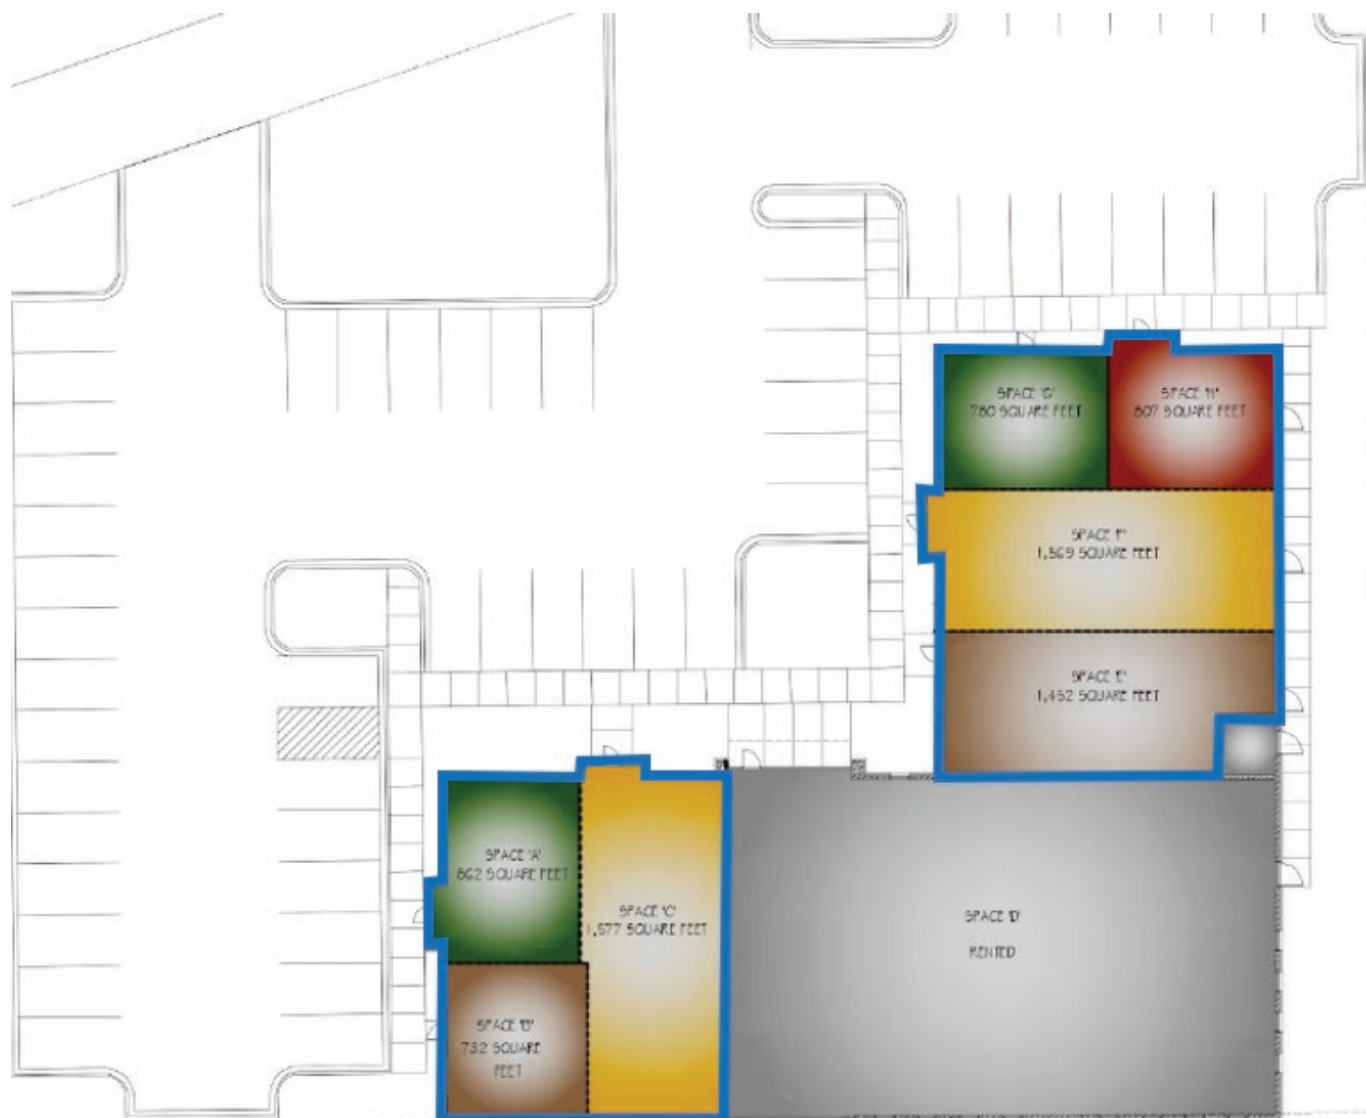 SPACE 'G'
780 SQUARE FEET
SPACE 'H'
807 SQUARE FEET
SPACE 'F'
1,569 SQUARE FEET
SPACE 'E'
1,452 SQUARE FEET
SPACE 'A'
862 SQUARE FEET
SPACE 'C'
1,577 SQUARE FEET
SPACE 'D'
RENTED
SPACE 'B'
732 SQUARE
FEET